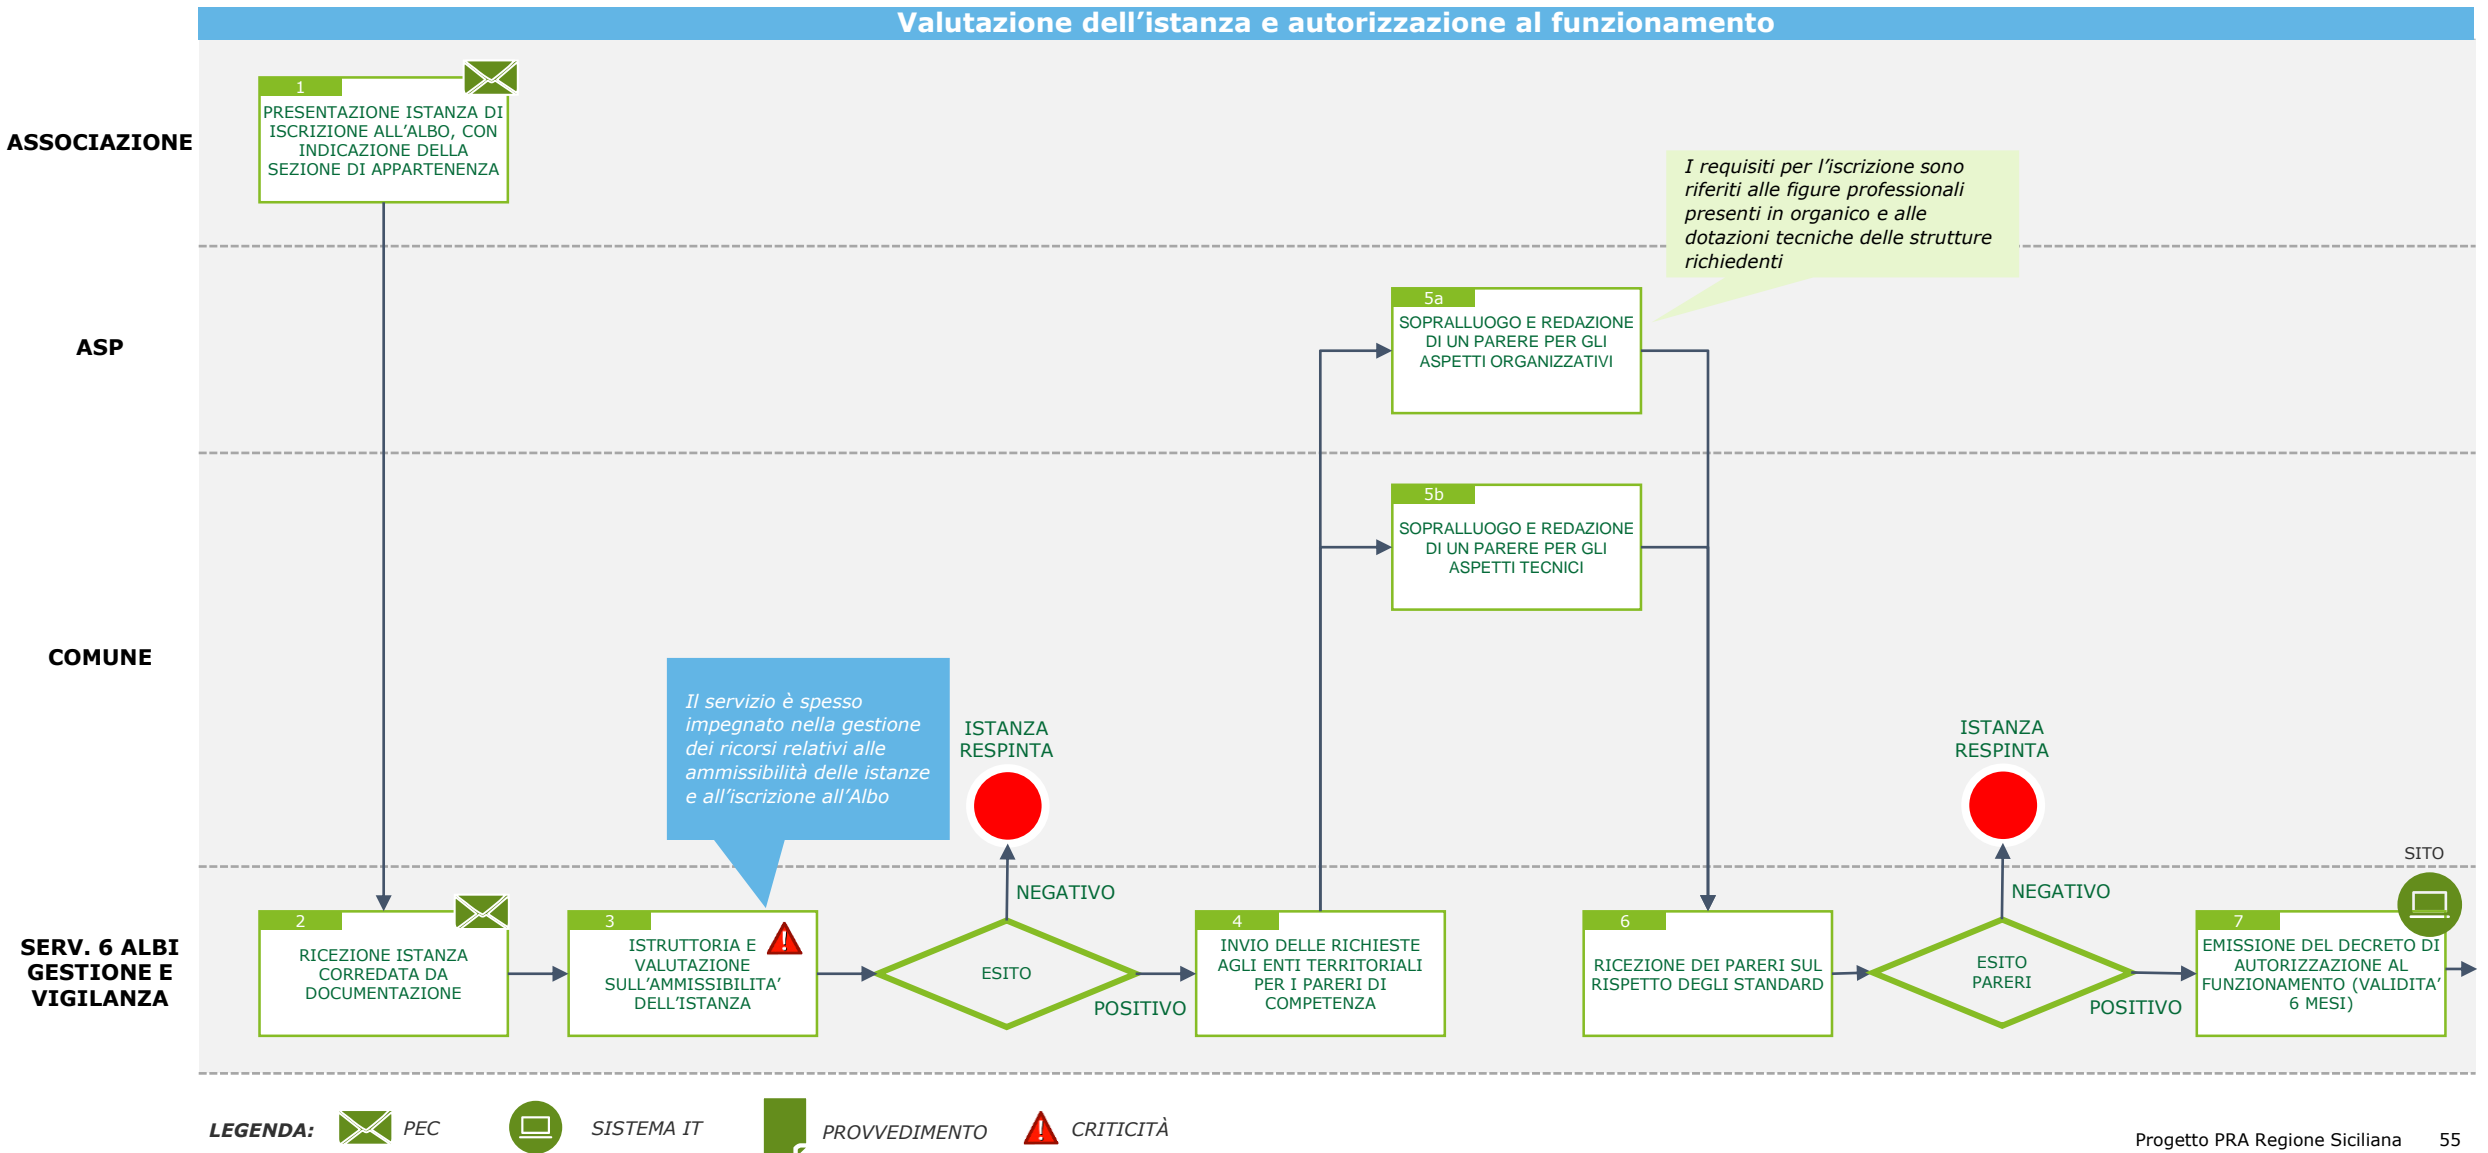 Valutazione dell'istanza e autorizzazione al funzionamento
ASSOCIAZIONE
1
PRESENTAZIONE ISTANZA DI
ISCRIZIONE ALL'ALBO, CON
INDICAZIONE DELLA
SEZIONE DI APPARTENENZA
I requisiti per l'iscrizione sono
riferiti alle figure professionali
presenti in organico e alle
dotazioni tecniche delle strutture
richiedenti
ASP
5a
SOPRALLUOGO E REDAZIONE
DI UN PARERE PER GLI
ASPETTI ORGANIZZATIVI
COMUNE
5b
SOPRALLUOGO E REDAZIONE
DI UN PARERE PER GLI
ASPETTI TECNICI
Il servizio è spesso
impegnato nella gestione
dei ricorsi relativi alle
ammissibilità delle istanze
e all'iscrizione all'Albo
ISTANZA
RESPINTA
ISTANZA
RESPINTA
SERV. 6 ALBI
GESTIONE E
VIGILANZA
2
RICEZIONE ISTANZA
CORREDATA DA
DOCUMENTAZIONE
3
ISTRUTTORIA E
VALUTAZIONE
SULL'AMMISSIBILITA'
DELL'ISTANZA
NEGATIVO
ESITO
POSITIVO
4
INVIO DELLE RICHIESTE
AGLI ENTI TERRITORIALI
PER I PARERI DI
COMPETENZA
6
RICEZIONE DEI PARERI SUL
RISPETTO DEGLI STANDARD
NEGATIVO
ESITO
PARERI
POSITIVO
SITO
7
EMISSIONE DEL DECRETO DI
AUTORIZZAZIONE AL
FUNZIONAMENTO (VALIDITA'
6 MESI)
LEGENDA:
PEC
SISTEMA IT
PROVVEDIMENTO
CRITICITÀ
Progetto PRA Regione Siciliana 55